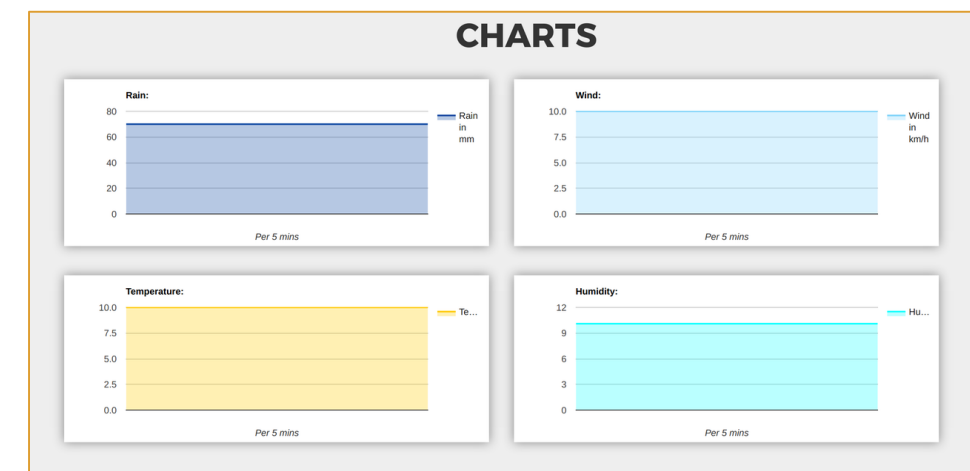 CHARTS
Rain:
80
60
40
20
0
Rain
in
mm
Per 5 mins
Wind:
10.0
7.5
5.0
2.5
0.0
Wind
in
km/h
Per 5 mins
Temperature:
10.0
7.5
5.0
2.5
0.0
Te...
Per 5 mins
Humidity:
12
9
6
3
0
Hu...
Per 5 mins